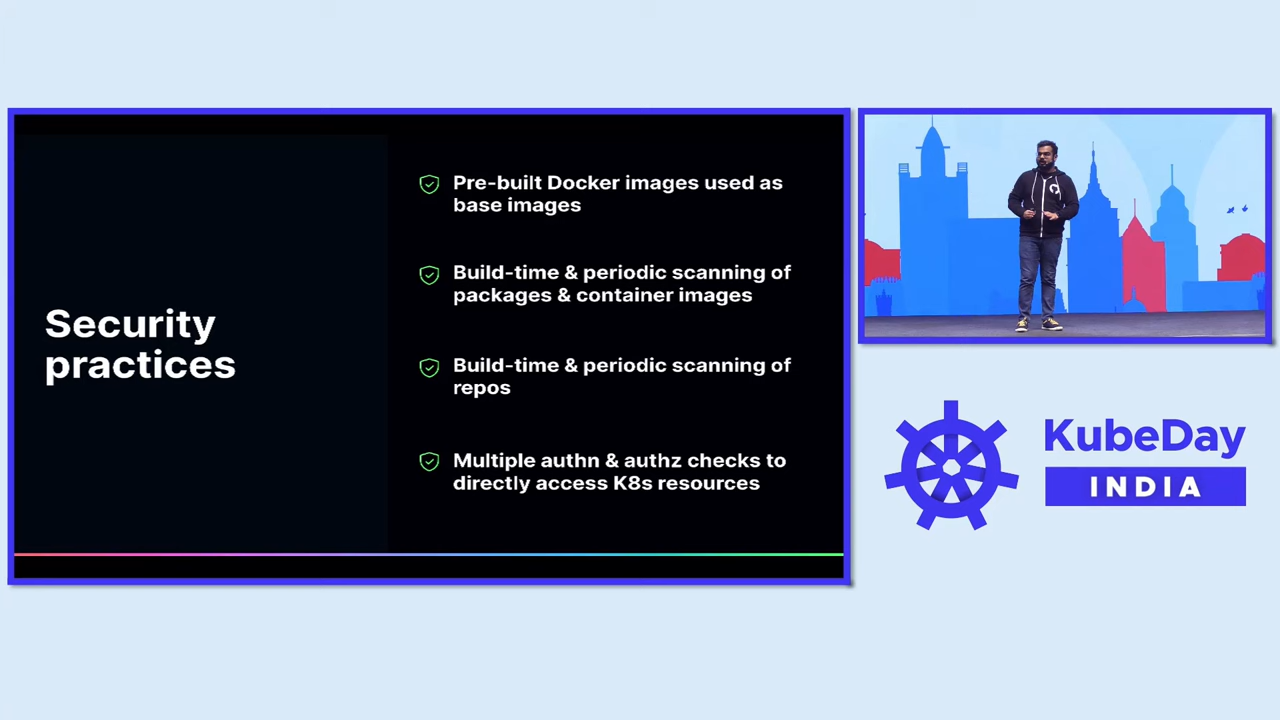 Security
practices
Pre-built Docker images used as
base images
Build-time & periodic scanning of
packages & container images
Build-time & periodic scanning of
repos
Multiple authn & authz checks to
directly access K8s resources
KubeDay
INDIA